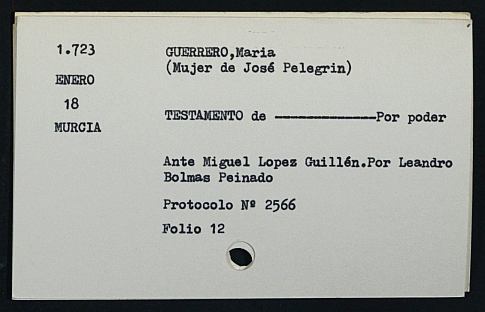 1.723
ENERO
18
MURCIA
GUERRERO,Maria
(Mujer de José Pelegrin)
TESTAMENTO de ---------------Por poder
Ante Miguel Lopez Guillén.Por Leandro
Bolmas Peinado
Protocolo Nº 2566
Folio 12